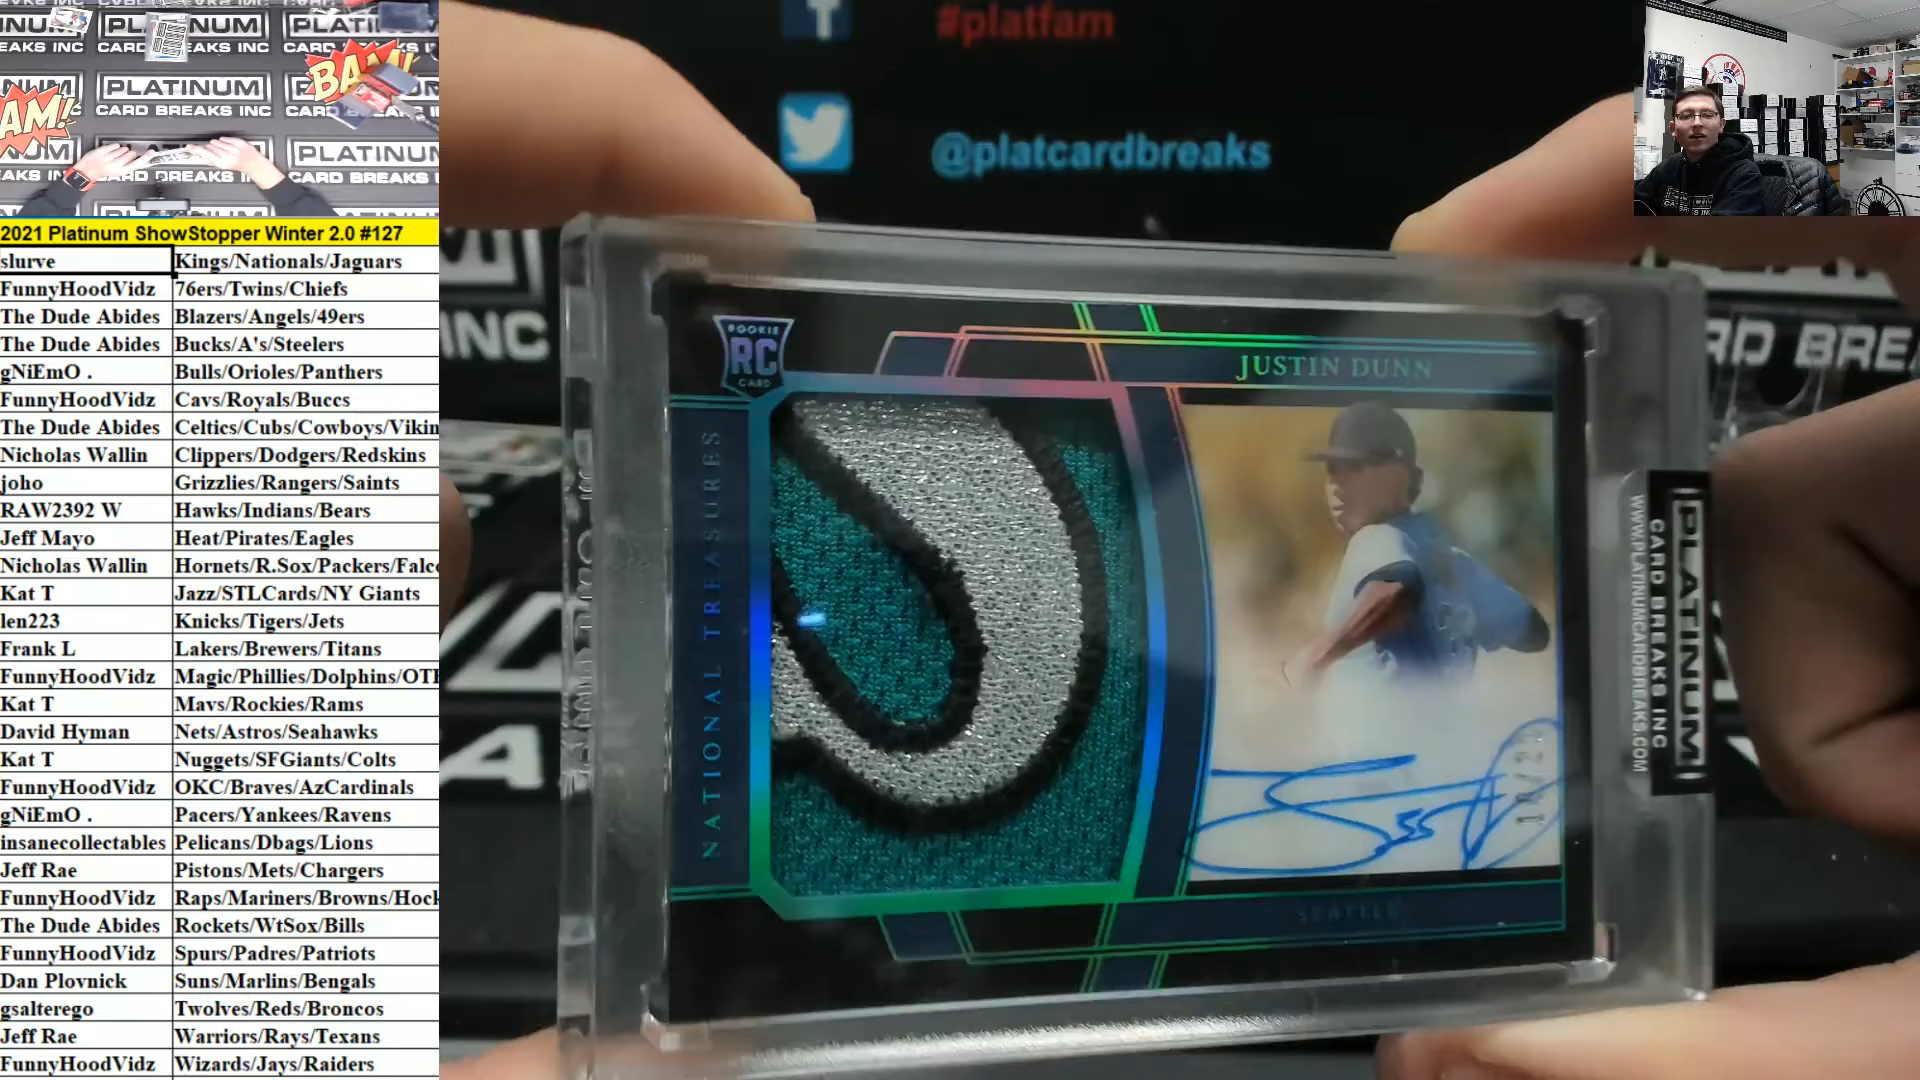 PLATINUM
CARD BREAKS INC
BAM!
#platfam
@platcardbreaks
2021 Platinum ShowStopper Winter 2.0 #127
slurve Kings/Nationals/Jaguars
FunnyHoodVidz 76ers/Twins/Chiefs
The Dude Abides Blazers/Angels/49ers
The Dude Abides Bucks/A's/Steelers
gNiEmO . Bulls/Orioles/Panthers
FunnyHoodVidz Cavs/Royals/Buccs
The Dude Abides Celtics/Cubs/Cowboys/Vikin
Nicholas Wallin Clippers/Dodgers/Redskins
joho Grizzlies/Rangers/Saints
RAW2392 W Hawks/Indians/Bears
Jeff Mayo Heat/Pirates/Eagles
Nicholas Wallin Hornets/R.Sox/Packers/Falc
Kat T Jazz/STLCards/NY Giants
len223 Knicks/Tigers/Jets
Frank L Lakers/Brewers/Titans
FunnyHoodVidz Magic/Phillies/Dolphins/OTH
Kat T Mavs/Rockies/Rams
David Hyman Nets/Astros/Seahawks
Kat T Nuggets/SFGiants/Colts
FunnyHoodVidz OKC/Braves/AzCardinals
gNiEmO . Pacers/Yankees/Ravens
insanecollectables Pelicans/Dbags/Lions
Jeff Rae Pistons/Mets/Chargers
FunnyHoodVidz Raps/Mariners/Browns/Hock
The Dude Abides Rockets/WtSox/Bills
FunnyHoodVidz Spurs/Padres/Patriots
Dan Plovnick Suns/Marlins/Bengals
gsalterego Twolves/Reds/Broncos
Jeff Rae Warriors/Rays/Texans
FunnyHoodVidz Wizards/Jays/Raiders
ROOKIE
RC
CARD
JUSTIN DUNN
NATIONAL TREASURES
SEATTLE
PLATINUM
CARD BREAKS INC
WWW.PLATINUMCARDBREAKS.COM